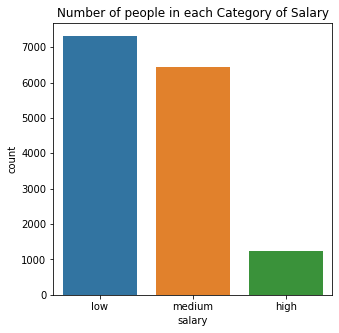 Number of people in each Category of Salary
7000
6000
5000
4000
3000
2000
1000
0
count
low medium high
salary